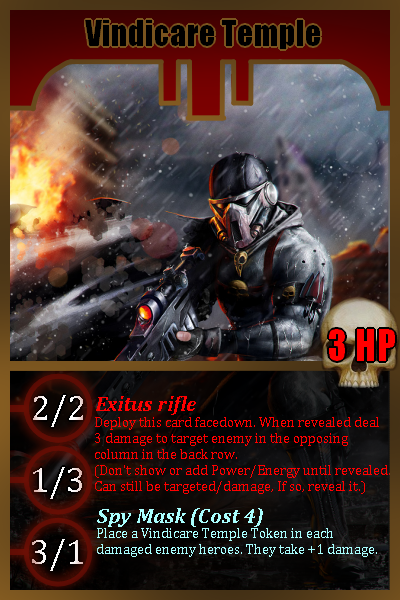 Vindicare Temple
3 HP
2/2
Exitus rifle
Deploy this card facedown. When revealed deal
3 damage to target enemy in the opposing
column in the back row.
(Don't show or add Power/Energy until revealed.
Can still be targeted/damage. If so, reveal it.)
1/3
Spy Mask (Cost 4)
Place a Vindicare Temple Token in each
damaged enemy heroes. They take +1 damage.
3/1